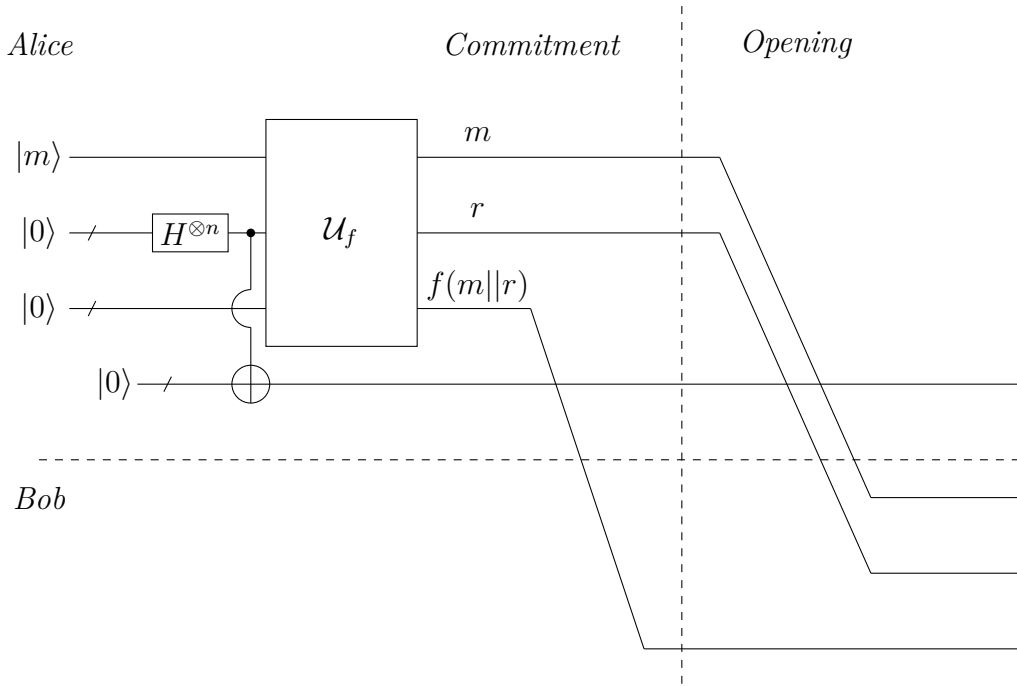 Alice
Commitment
Opening
|m⟩
m
|0⟩
H^{⊗n}
r
𝒰_f
|0⟩
f(m||r)
|0⟩
Bob